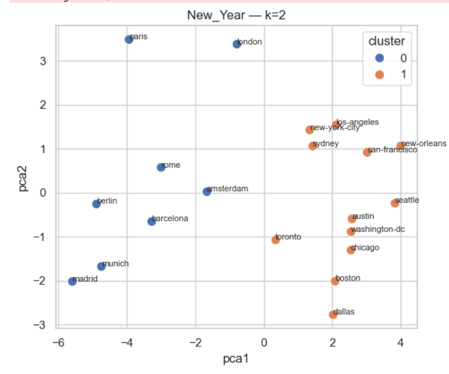 New_Year — k=2
cluster
0
1
paris
london
los-angeles
new-york-city
sydney
san-francisco
new-orleans
rome
amsterdam
berlin
barcelona
seattle
austin
washington-dc
toronto
chicago
munich
madrid
boston
dallas
pca2
3
2
1
0
−1
−2
−3
−6
−4
−2
0
2
4
pca1